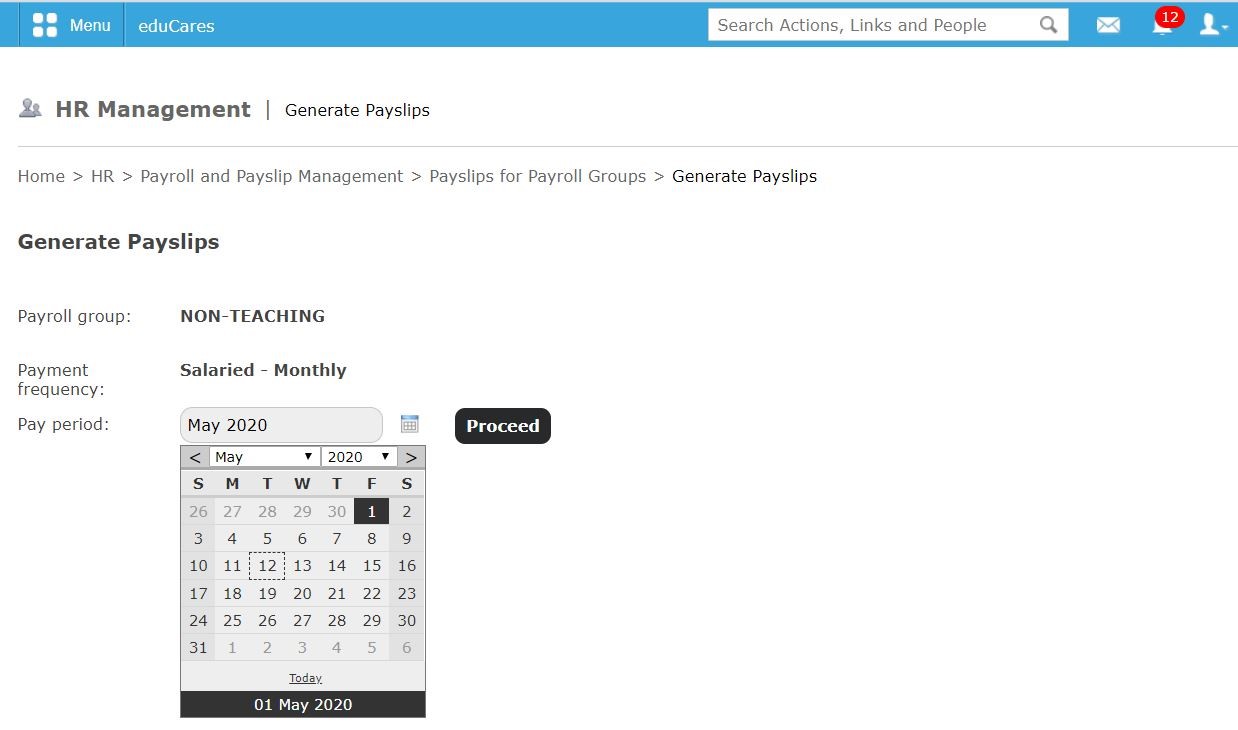 Menu eduCares Search Actions, Links and People 12
HR Management | Generate Payslips
Home > HR > Payroll and Payslip Management > Payslips for Payroll Groups > Generate Payslips
Generate Payslips
Payroll group: NON-TEACHING
Payment frequency: Salaried - Monthly
Pay period: May 2020 Proceed
< May 2020 >
S M T W T F S
26 27 28 29 30 1 2
3 4 5 6 7 8 9
10 11 12 13 14 15 16
17 18 19 20 21 22 23
24 25 26 27 28 29 30
31 1 2 3 4 5 6
Today
01 May 2020